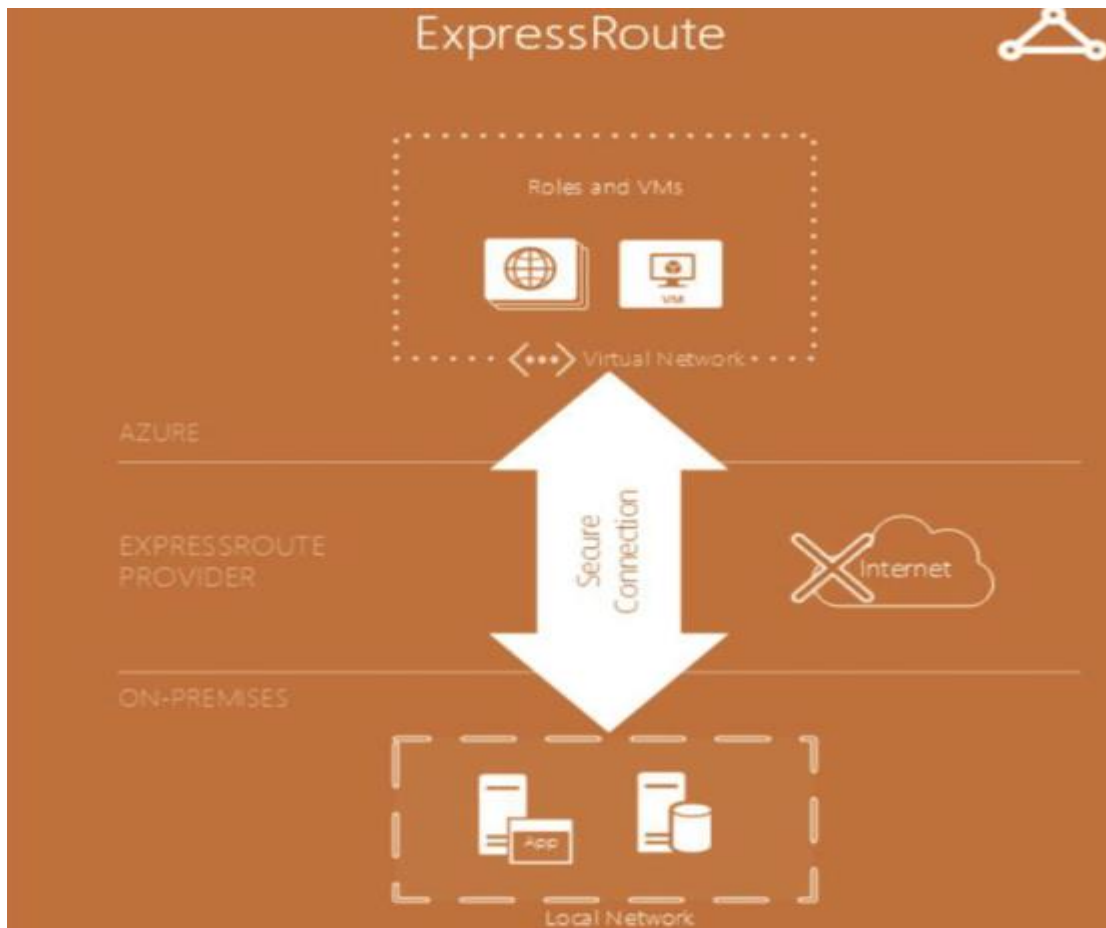 ExpressRoute
Roles and VMs
VM
Virtual Network
AZURE
Secure
Connection
EXPRESSROUTE
PROVIDER
Internet
ON-PREMISES
App
Local Network